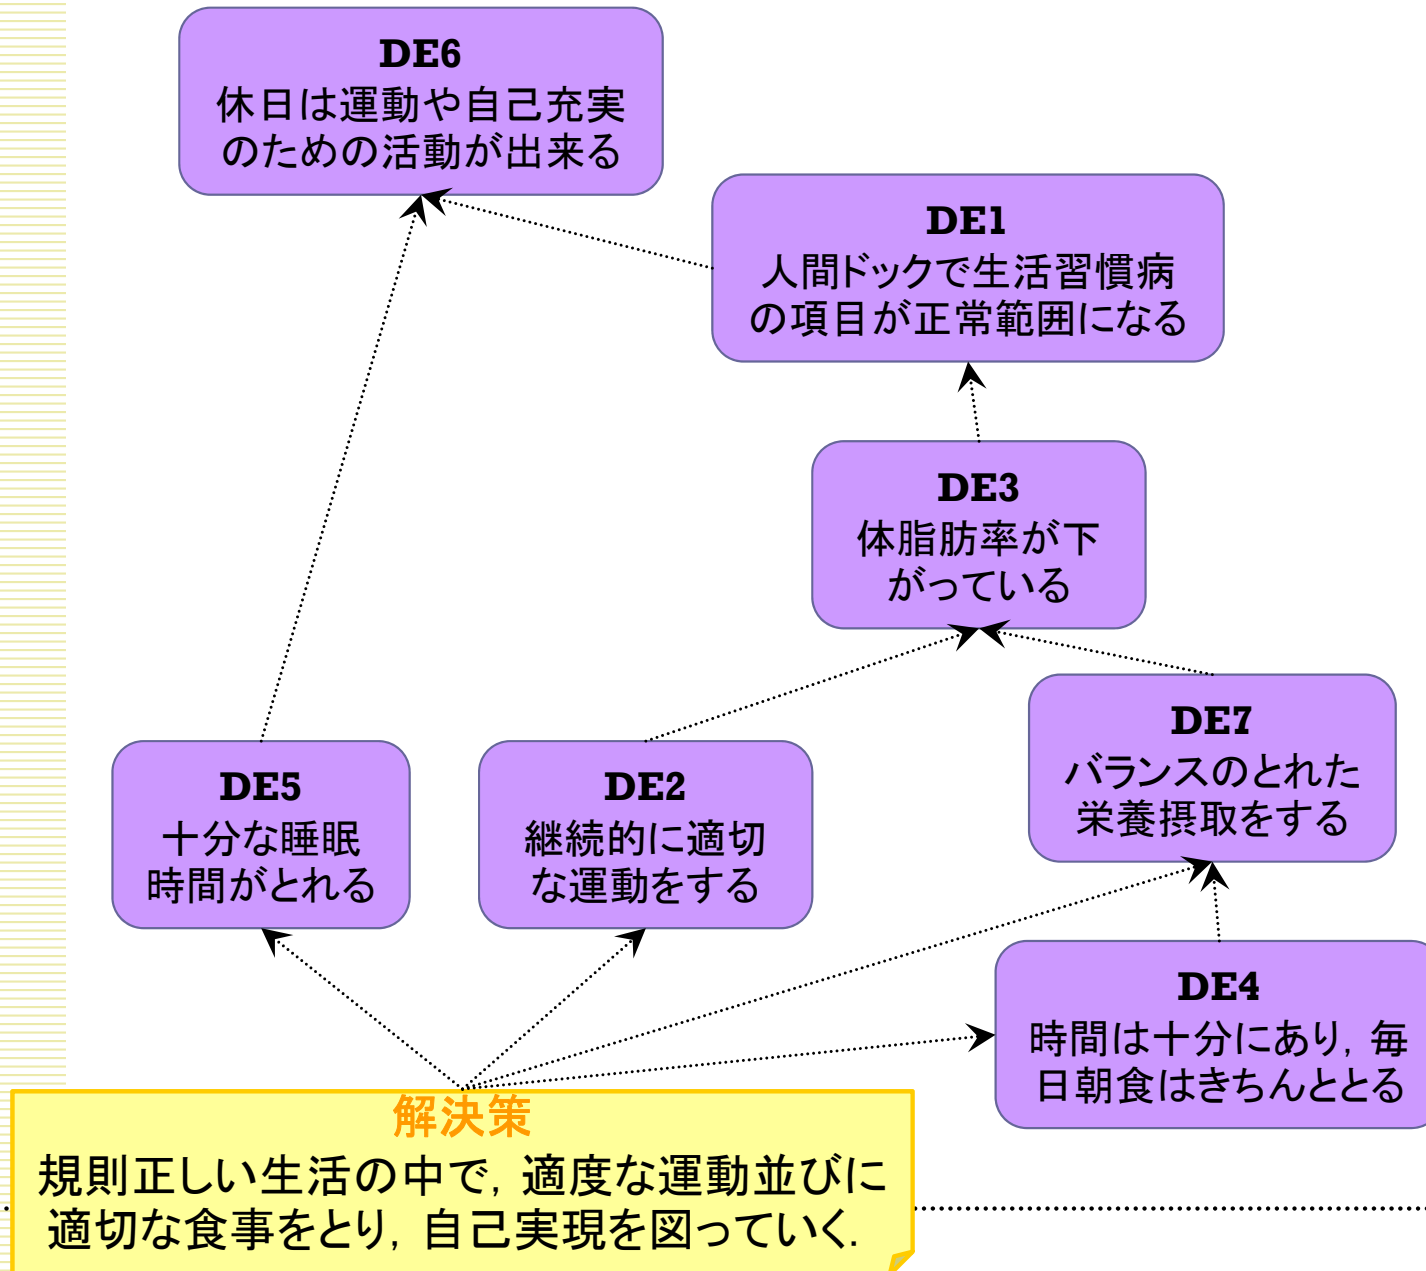 DE6
休日は運動や自己充実
のための活動が出来る
DE1
人間ドックで生活習慣病
の項目が正常範囲になる
DE3
体脂肪率が下
がっている
DE7
バランスのとれた
栄養摂取をする
DE5
十分な睡眠
時間がとれる
DE2
継続的に適切
な運動をする
DE4
時間は十分にあり，毎
日朝食はきちんととる
解決策
規則正しい生活の中で，適度な運動並びに
適切な食事をとり，自己実現を図っていく．